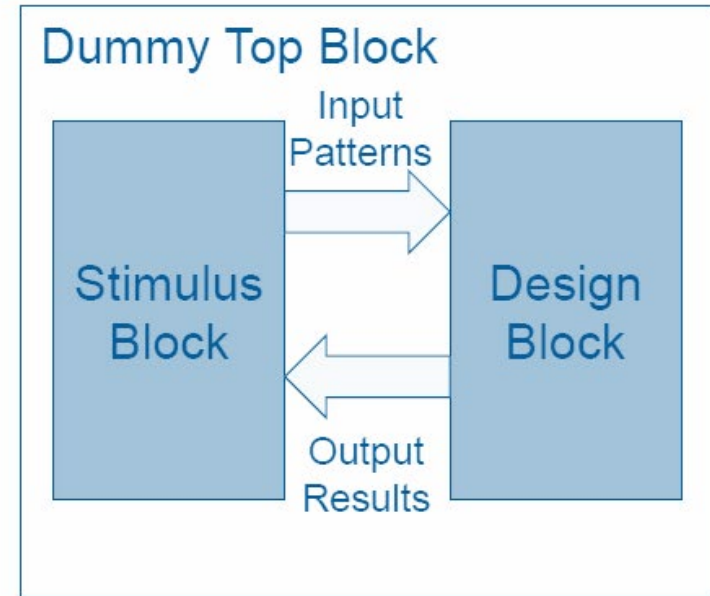 Dummy Top Block
Input
Patterns
Stimulus
Block
Design
Block
Output
Results